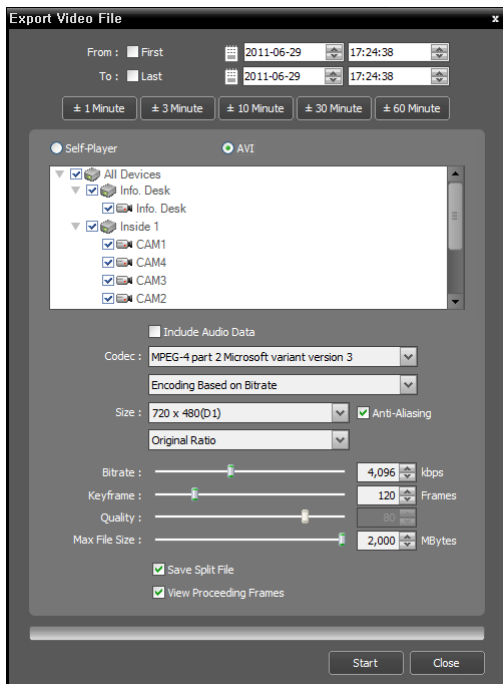 Export Video File x
From : First 2011-06-29 17:24:38
To : Last 2011-06-29 17:24:38
± 1 Minute ± 3 Minute ± 10 Minute ± 30 Minute ± 60 Minute
Self-Player AVI
All Devices
Info. Desk
Info. Desk
Inside 1
CAM1
CAM4
CAM3
CAM2
Include Audio Data
Codec : MPEG-4 part 2 Microsoft variant version 3
Encoding Based on Bitrate
Size : 720 x 480(D1) Anti-Aliasing
Original Ratio
Bitrate : 4,096 kbps
Keyframe : 120 Frames
Quality : 80
Max File Size : 2,000 MBytes
Save Split File
View Proceeding Frames
Start Close